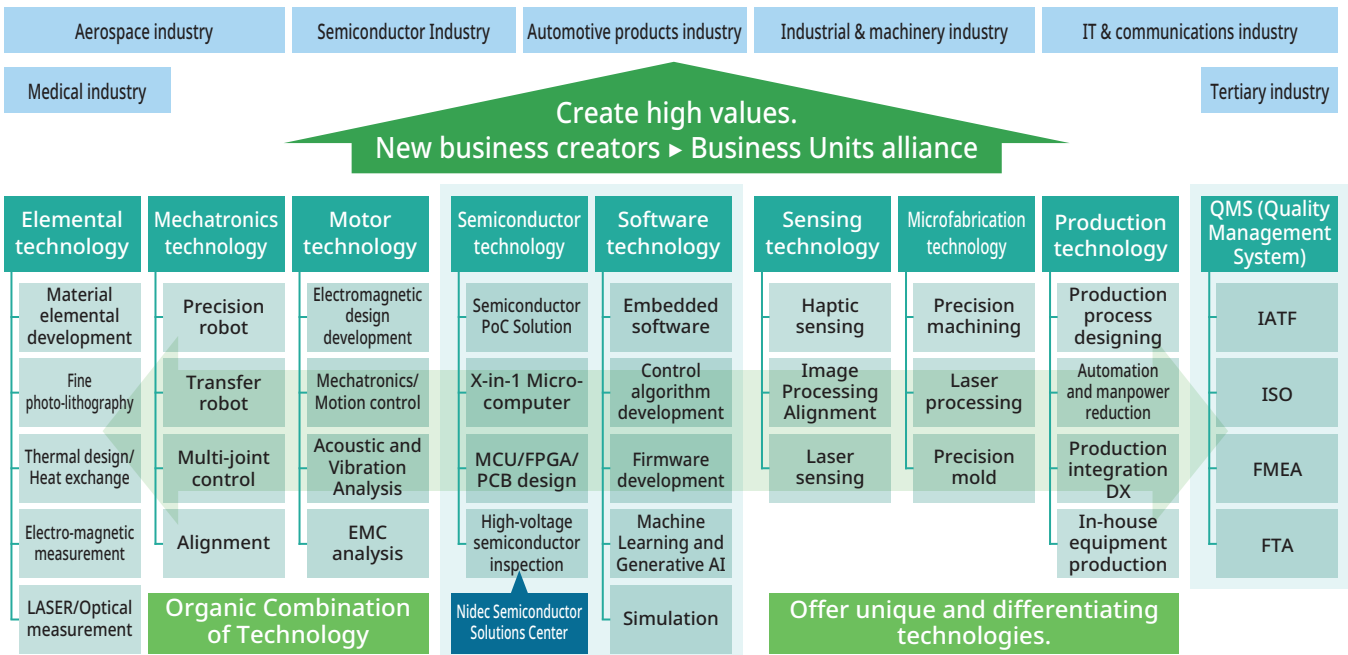 Aerospace industry
Semiconductor Industry
Automotive products industry
Industrial & machinery industry
IT & communications industry
Medical industry
Tertiary industry
Create high values.
New business creators ▸ Business Units alliance
Elemental
technology
Material
elemental
development
Fine
photo-lithography
Thermal design/
Heat exchange
Electro-magnetic
measurement
LASER/Optical
measurement
Mechatronics
technology
Precision
robot
Transfer
robot
Multi-joint
control
Alignment
Motor
technology
Electromagnetic
design
development
Mechatronics/
Motion control
Acoustic and
Vibration
Analysis
EMC
analysis
Organic Combination
of Technology
Semiconductor
technology
Semiconductor
PoC Solution
X-in-1 Micro-
computer
MCU/FPGA/
PCB design
High-voltage
semiconductor
inspection
Nidec Semiconductor
Solutions Center
Software
technology
Embedded
software
Control
algorithm
development
Firmware
development
Machine
Learning and
Generative AI
Simulation
Sensing
technology
Haptic
sensing
Image
Processing
Alignment
Laser
sensing
Microfabrication
technology
Precision
machining
Laser
processing
Precision
mold
Production
technology
Production
process
designing
Automation
and manpower
reduction
Production
integration
DX
In-house
equipment
production
Offer unique and differentiating
technologies.
QMS (Quality
Management
System)
IATF
ISO
FMEA
FTA